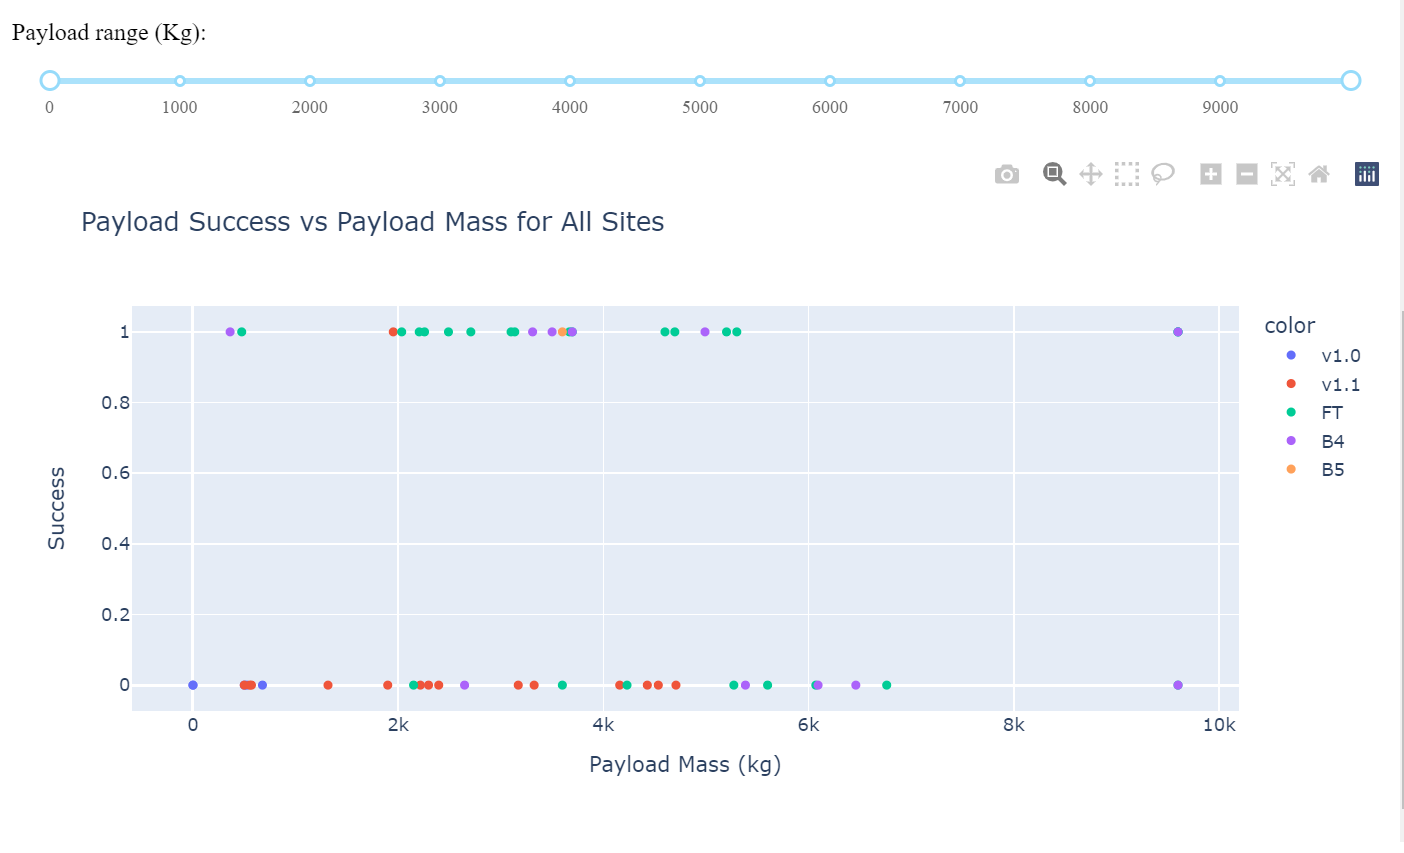 Payload range (Kg):
0 1000 2000 3000 4000 5000 6000 7000 8000 9000
Payload Success vs Payload Mass for All Sites
color
v1.0
v1.1
FT
B4
B5
1
0.8
0.6
0.4
0.2
0
Success
0 2k 4k 6k 8k 10k
Payload Mass (kg)